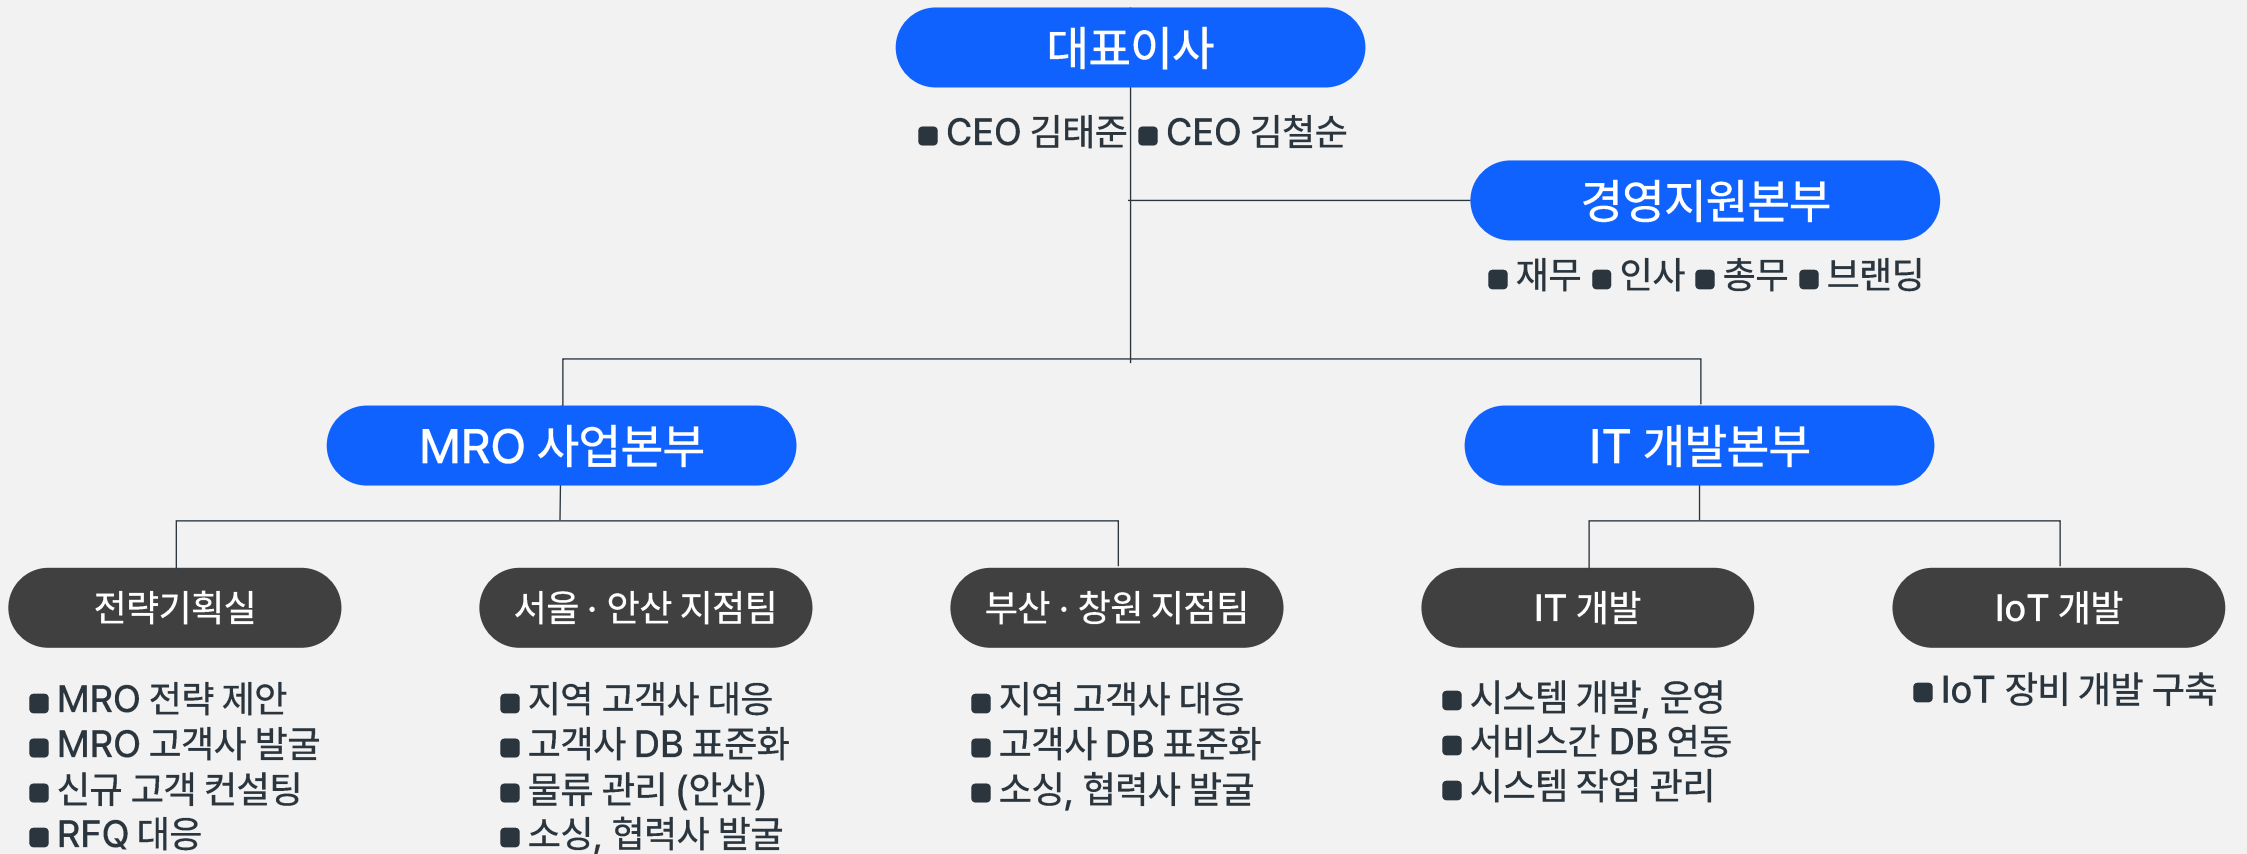 대표이사
■ CEO 김태준 ■ CEO 김철순
경영지원본부
■ 재무 ■ 인사 ■ 총무 ■ 브랜딩
MRO 사업본부
IT 개발본부
전략기획실
■ MRO 전략 제안
■ MRO 고객사 발굴
■ 신규 고객 컨설팅
■ RFQ 대응
서울 · 안산 지점팀
■ 지역 고객사 대응
■ 고객사 DB 표준화
■ 물류 관리 (안산)
■ 소싱, 협력사 발굴
부산 · 창원 지점팀
■ 지역 고객사 대응
■ 고객사 DB 표준화
■ 소싱, 협력사 발굴
IT 개발
■ 시스템 개발, 운영
■ 서비스간 DB 연동
■ 시스템 작업 관리
IoT 개발
■ IoT 장비 개발 구축